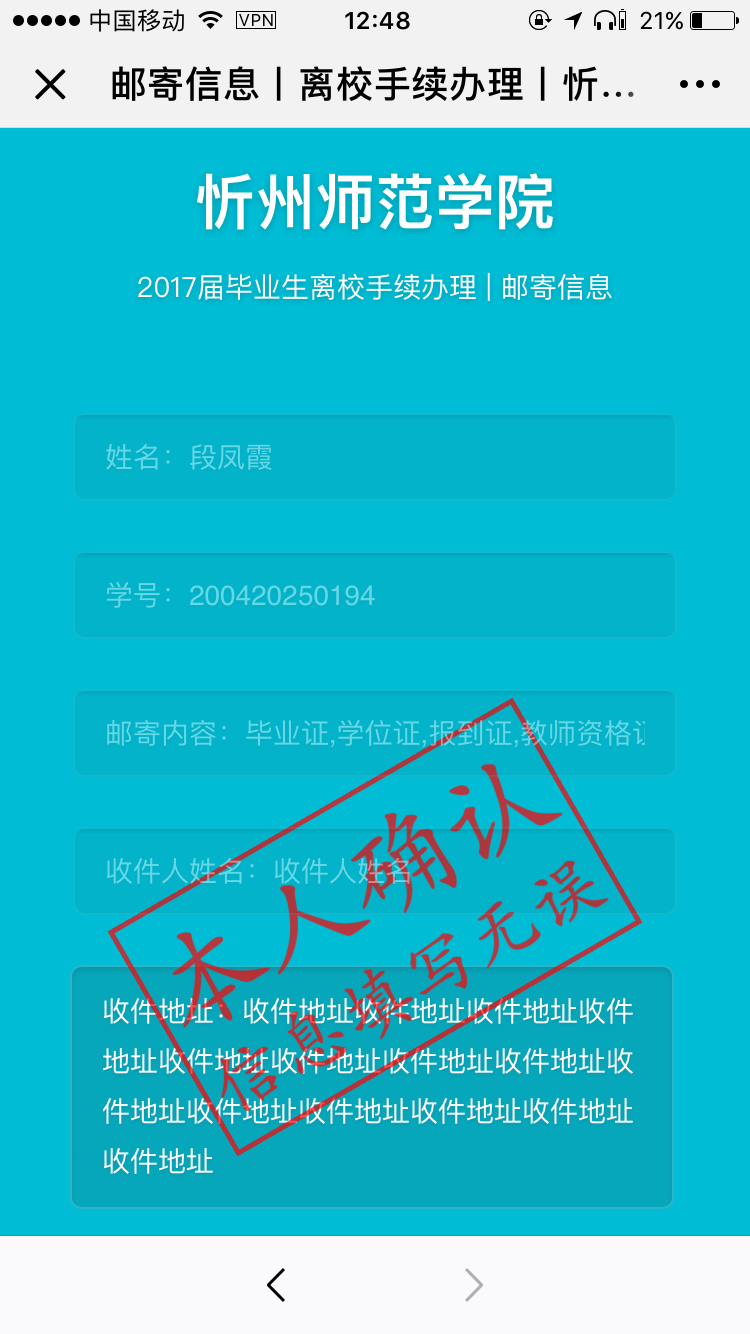 中国移动 VPN 12:48 21%
邮寄信息丨离校手续办理丨忻...
忻州师范学院
2017届毕业生离校手续办理 | 邮寄信息
姓名：段凤霞
学号：200420250194
邮寄内容：毕业证,学位证,报到证,教师资格证
收件人姓名：收件人姓名
收件地址：收件地址收件地址收件地址收件
地址收件地址收件地址收件地址收件地址收
件地址收件地址收件地址收件地址收件地址
收件地址
本人确认
信息填写无误